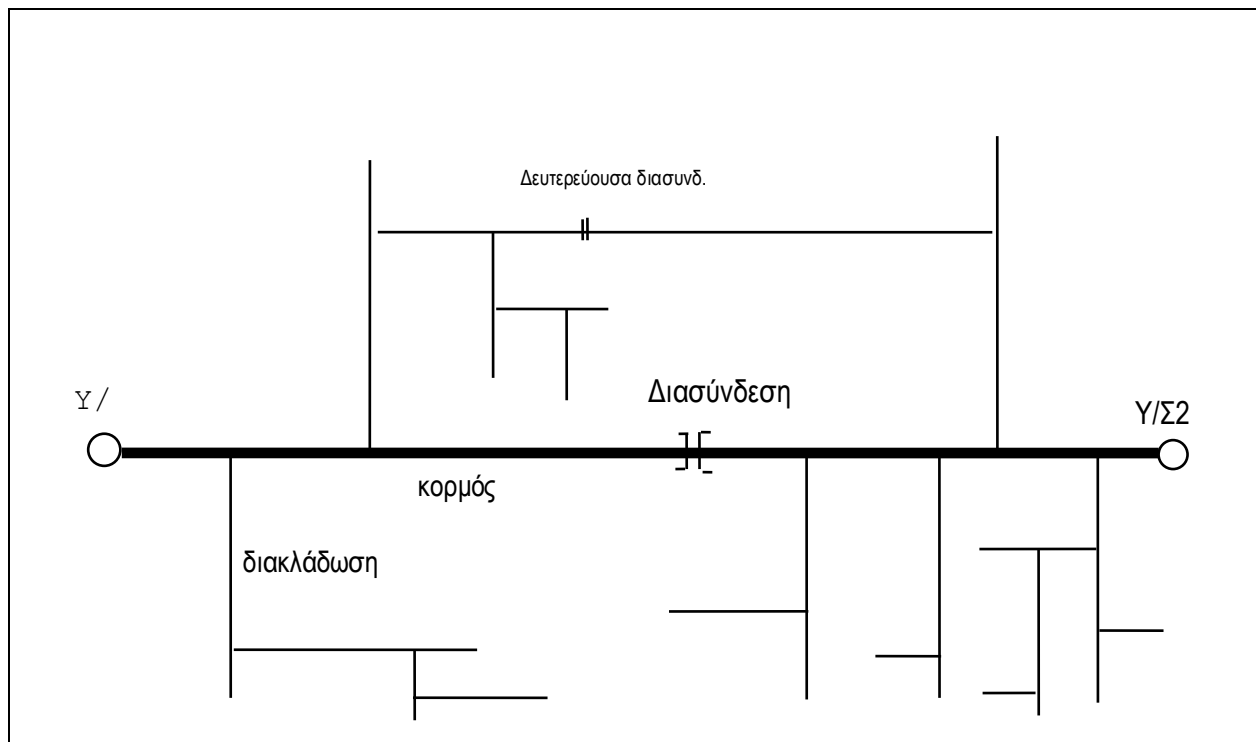 Δευτερεύουσα διασυνδ.
Διασύνδεση
Υ/
Υ/Σ2
κορμός
διακλάδωση